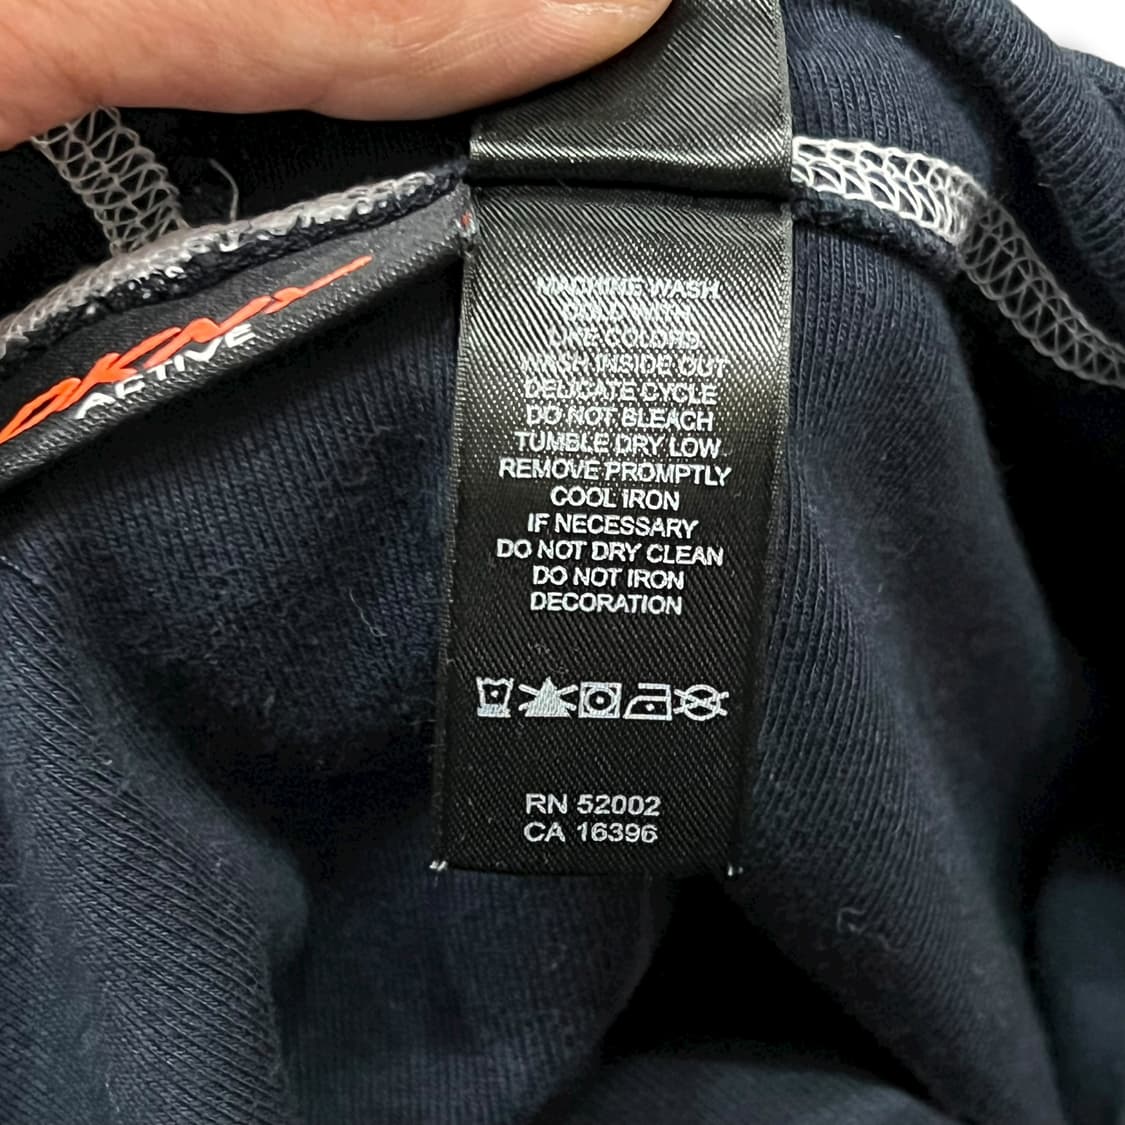 ACTIVE
MACHINE WASH
COLD WITH
LIKE COLORS.
WASH INSIDE OUT
DELICATE CYCLE
DO NOT BLEACH
TUMBLE DRY LOW
REMOVE PROMPTLY
COOL IRON
IF NECESSARY
DO NOT DRY CLEAN
DO NOT IRON
DECORATION
RN 52002
CA 16396